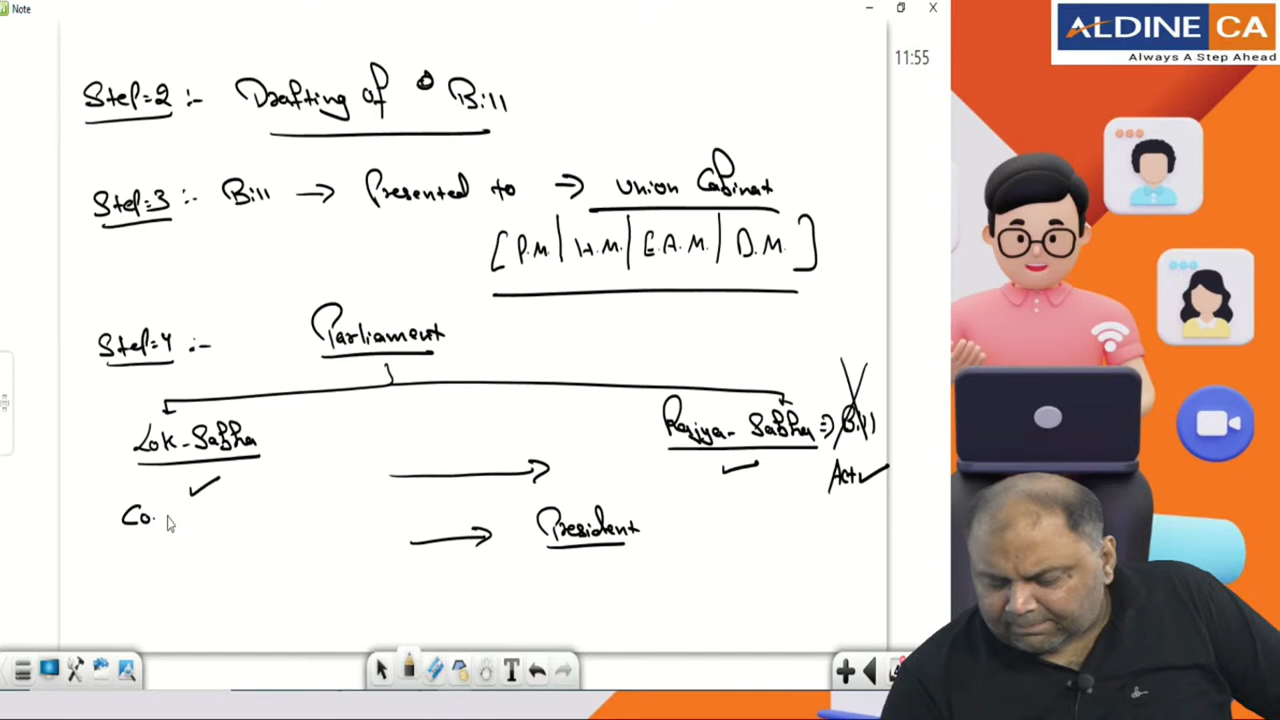 Note
ALDINE CA
Always A Step Ahead
11:55
Step=2 :- Drafting of Bill
Step=3 :- Bill → Presented to → Union Cabinat
[P.M. | H.M. | E.A.M. | D.M.]
Step=4 :- Parliament
Lok-Sabha ✓
Rajya-Sabha ✓ ⇒ Bill
Act ✓
→
Co.
→ President